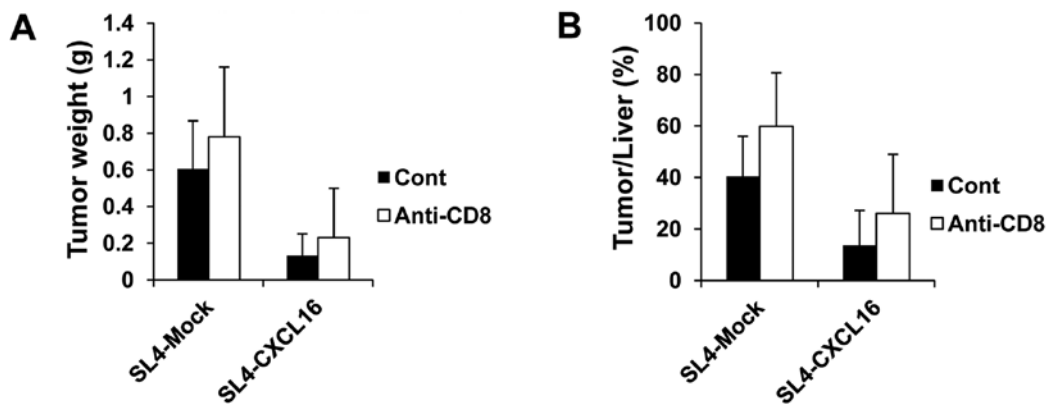 A
Tumor weight (g)
1.4
1.2
1
0.8
0.6
0.4
0.2
0
SL4-Mock
SL4-CXCL16
Cont
Anti-CD8
B
Tumor/Liver (%)
100
80
60
40
20
0
SL4-Mock
SL4-CXCL16
Cont
Anti-CD8